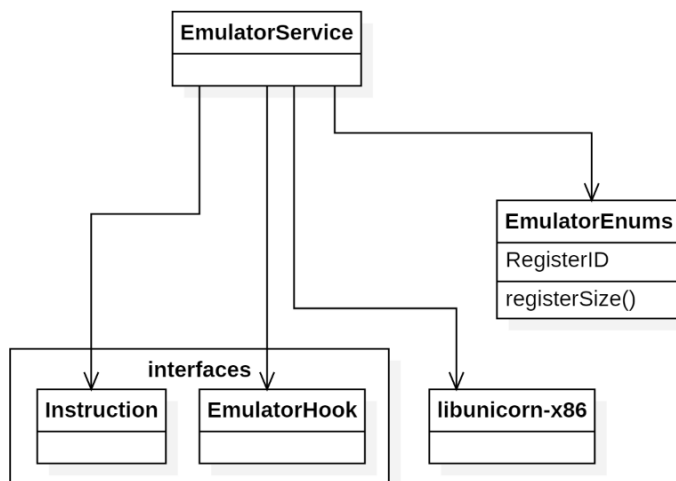 EmulatorService
EmulatorEnums
RegisterID
registerSize()
interfaces
Instruction
EmulatorHook
libunicorn-x86